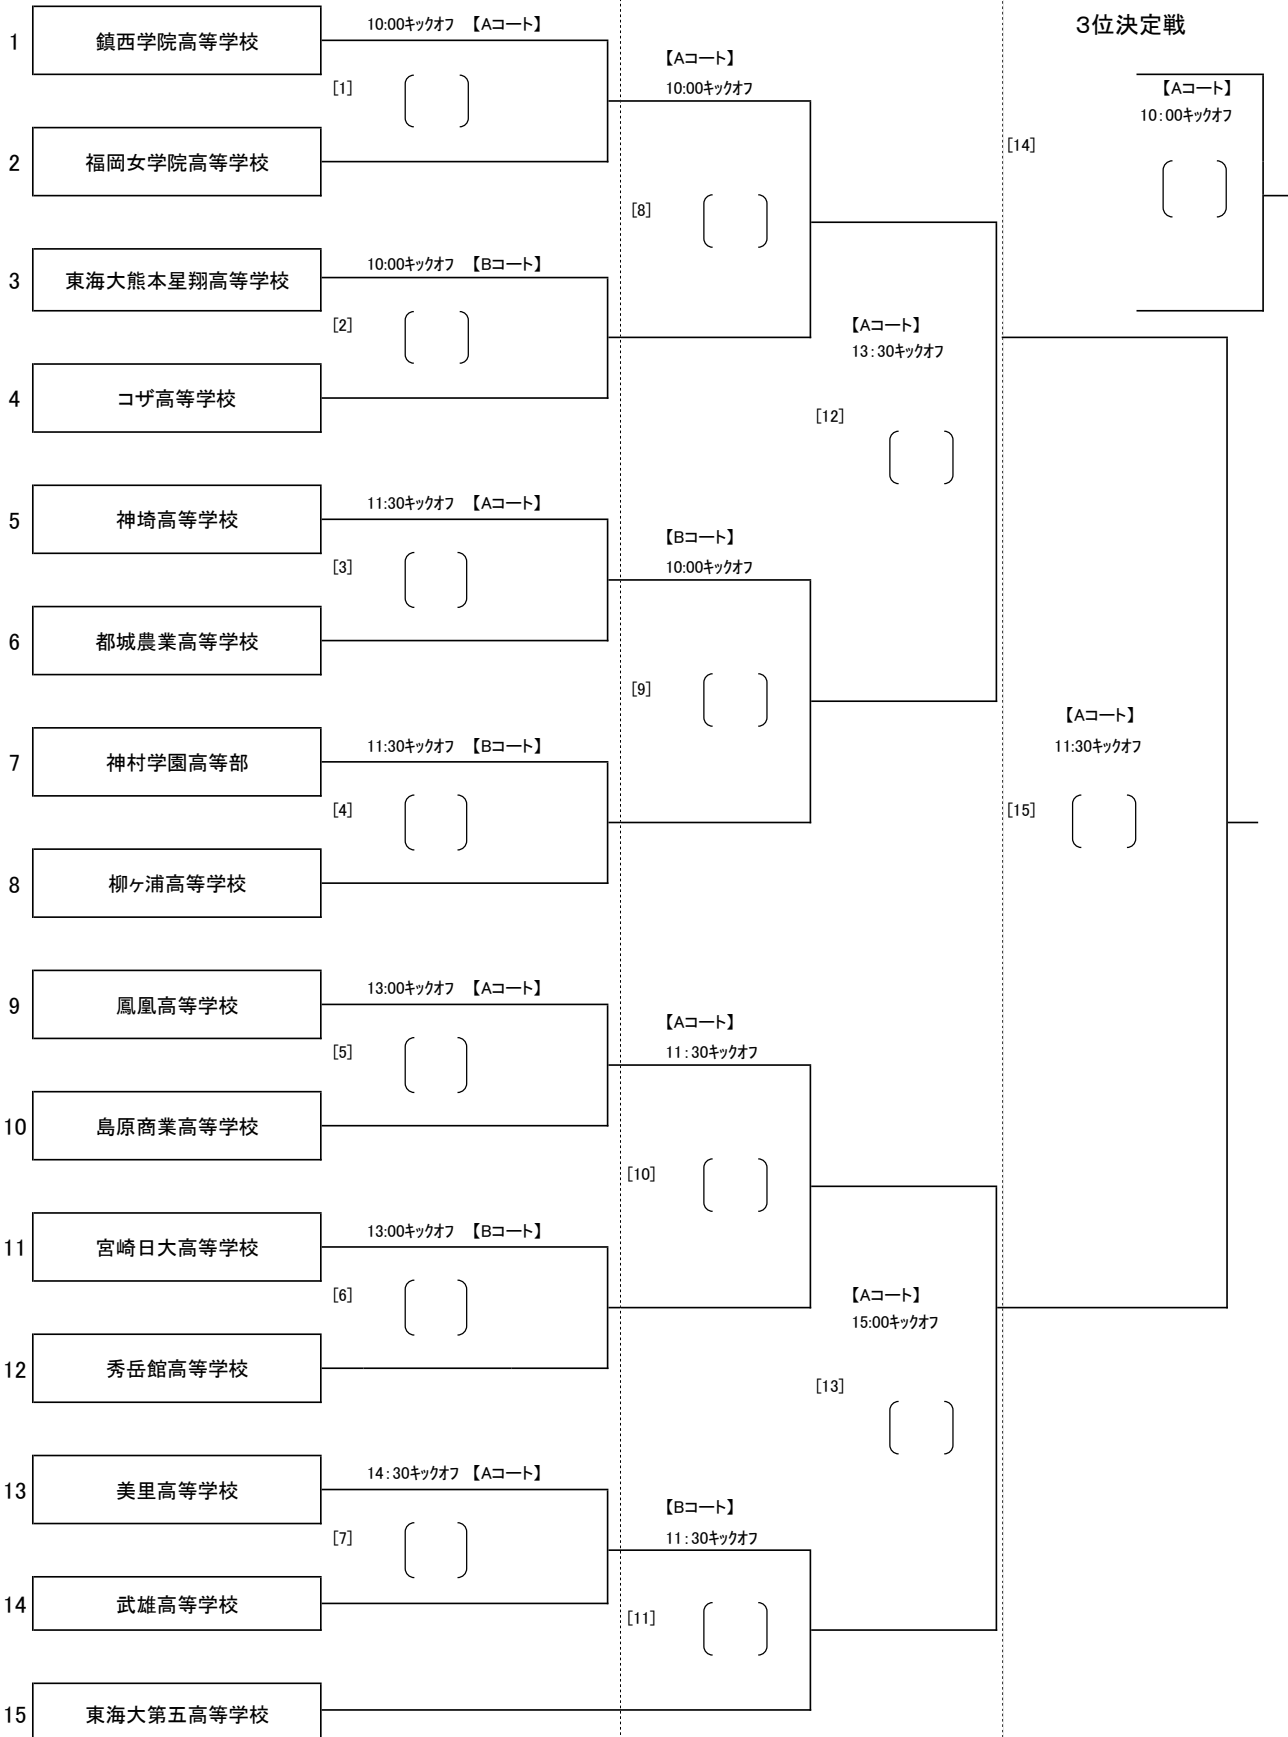 10:00キックオフ 【Aコート】
3位決定戦
1
鎮西学院高等学校
【Aコート】
10:00キックオフ
[1]
【Aコート】
10:00キックオフ
[14]
2
福岡女学院高等学校
[8]
10:00キックオフ 【Bコート】
3
東海大熊本星翔高等学校
[2]
【Aコート】
13:30キックオフ
4
コザ高等学校
[12]
11:30キックオフ 【Aコート】
5
神埼高等学校
【Bコート】
10:00キックオフ
[3]
6
都城農業高等学校
[9]
【Aコート】
11:30キックオフ
11:30キックオフ 【Bコート】
7
神村学園高等部
[4]
[15]
8
柳ヶ浦高等学校
13:00キックオフ 【Aコート】
9
鳳凰高等学校
【Aコート】
11:30キックオフ
[5]
10
島原商業高等学校
[10]
13:00キックオフ 【Bコート】
11
宮崎日大高等学校
[6]
【Aコート】
15:00キックオフ
12
秀岳館高等学校
[13]
14:30キックオフ 【Aコート】
13
美里高等学校
【Bコート】
11:30キックオフ
[7]
14
武雄高等学校
[11]
15
東海大第五高等学校